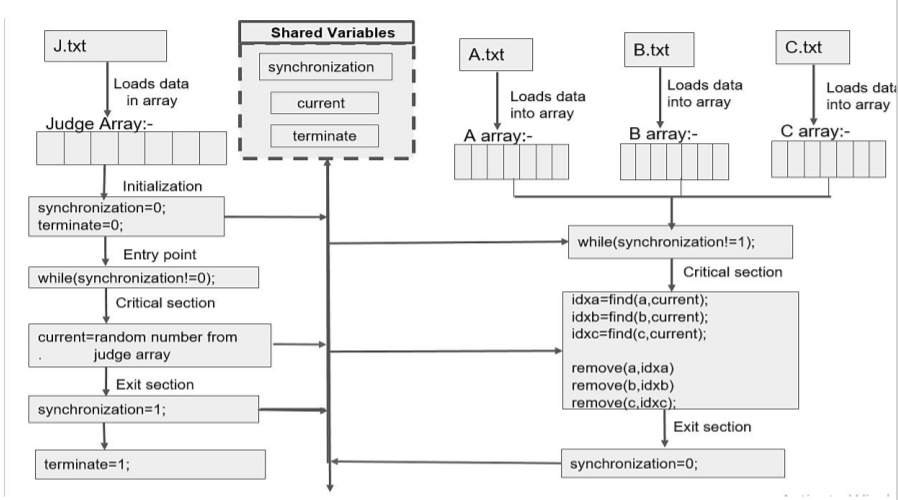 J.txt
Loads data
in array
Judge Array:-
Initialization
synchronization=0;
terminate=0;
Entry point
while(synchronization!=0);
Critical section
current=random number from
. judge array
Exit section
synchronization=1;
terminate=1;
Shared Variables
synchronization
current
terminate
A.txt
Loads data
into array
A array:-
B.txt
Loads data
into array
B array:-
C.txt
Loads data
into array
C array:-
while(synchronization!=1);
Critical section
idxa=find(a,current);
idxb=find(b,current);
idxc=find(c,current);
remove(a,idxa)
remove(b,idxb)
remove(c,idxc);
Exit section
synchronization=0;